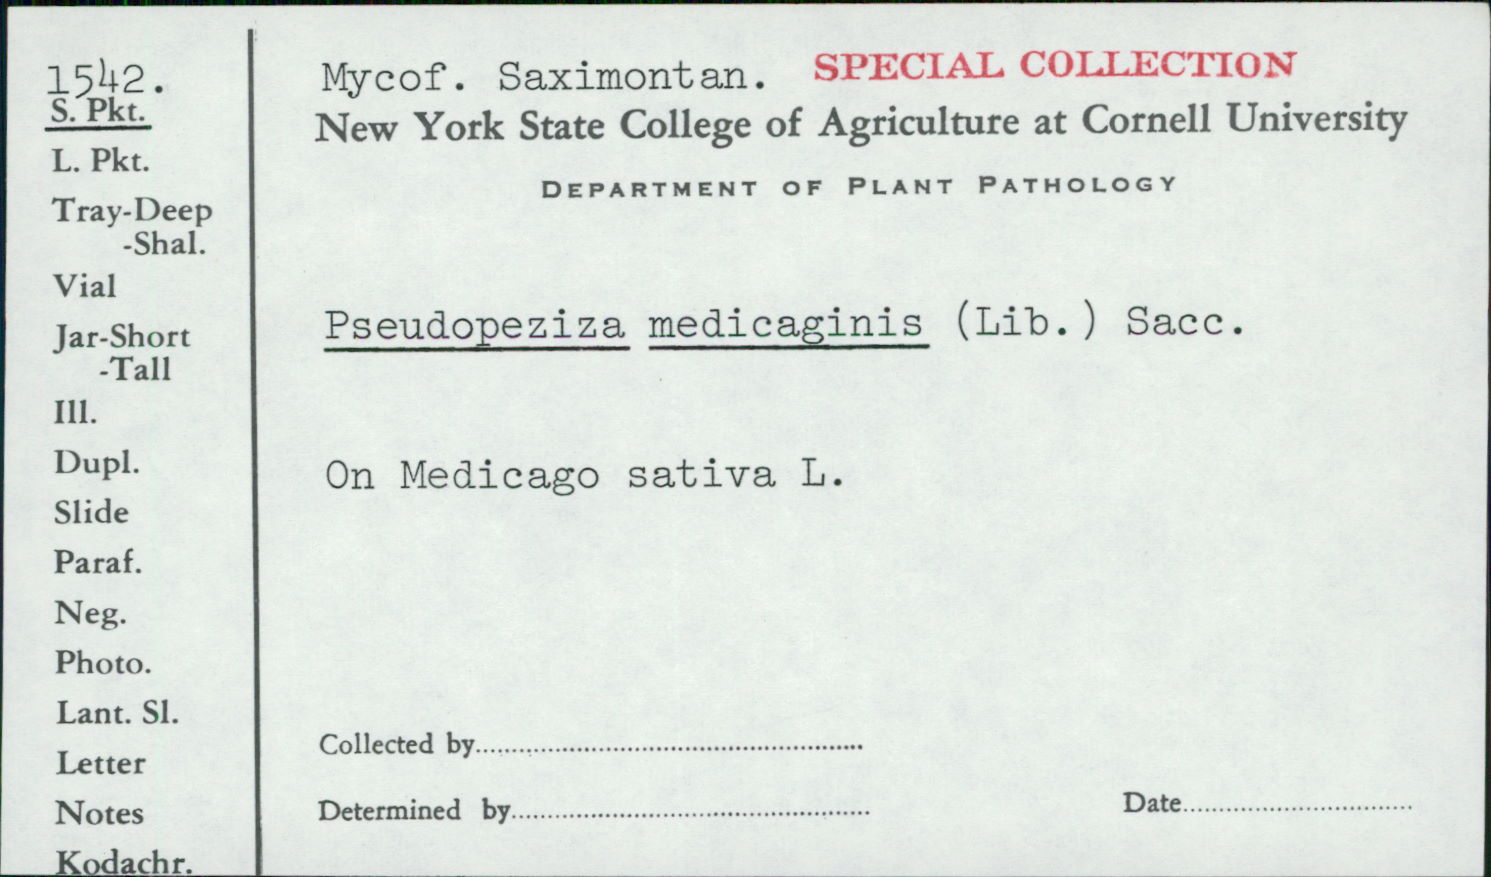 1542.
S. Pkt.
L. Pkt.
Tray-Deep
-Shal.
Vial
Jar-Short
-Tall
Ill.
Dupl.
Slide
Paraf.
Neg.
Photo.
Lant. Sl.
Letter
Notes
Kodachr.
Mycof. Saximontan. SPECIAL COLLECTION
New York State College of Agriculture at Cornell University
DEPARTMENT OF PLANT PATHOLOGY
Pseudopeziza medicaginis (Lib.) Sacc.
On Medicago sativa L.
Collected by
Determined by
Date